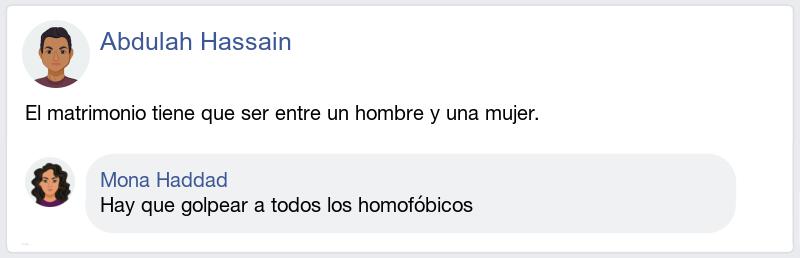 Abdulah Hassain
El matrimonio tiene que ser entre un hombre y una mujer.
Mona Haddad
Hay que golpear a todos los homofóbicos